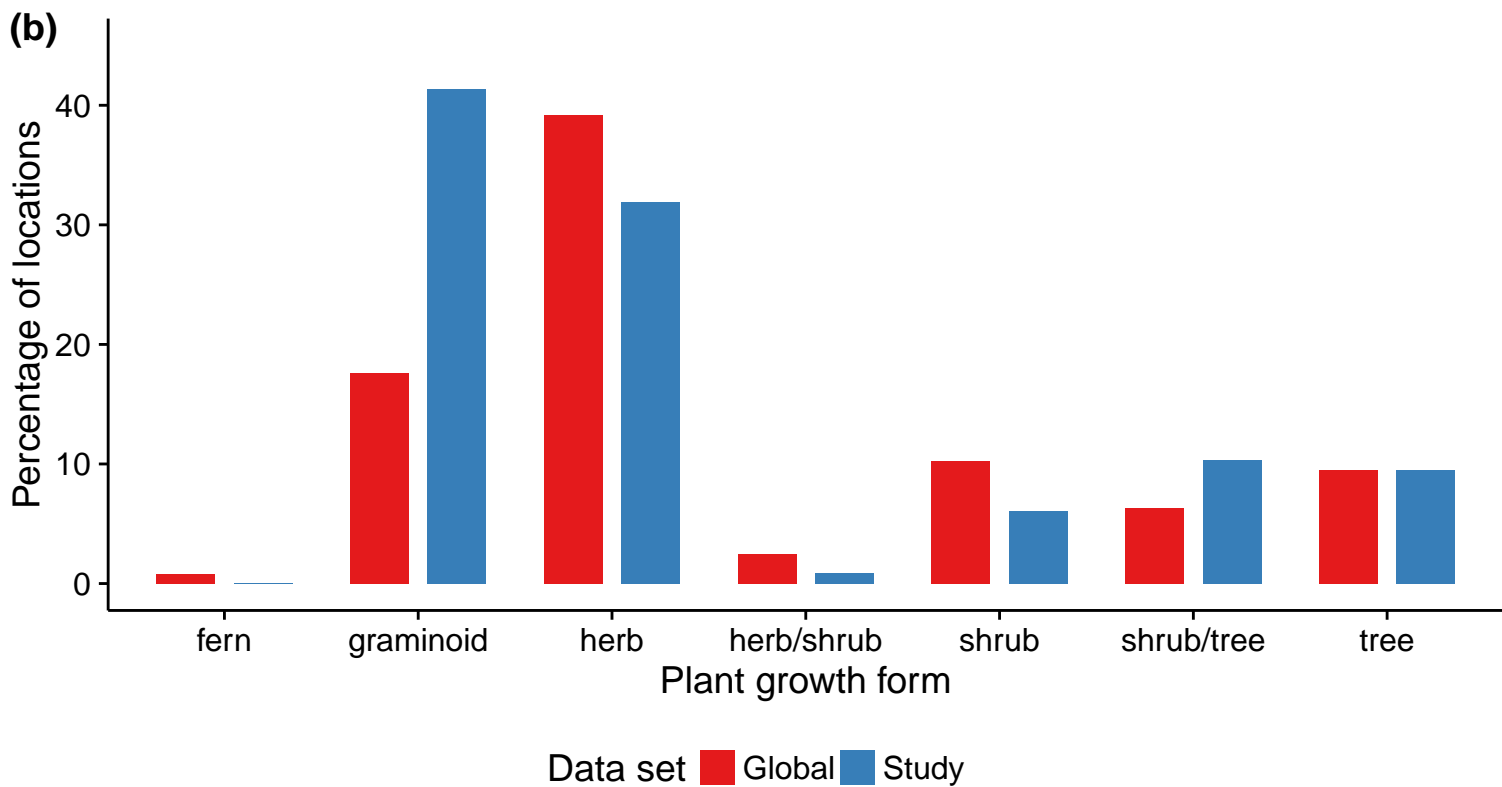 (b)
Percentage of locations
40
30
20
10
0
fern graminoid herb herb/shrub shrub shrub/tree tree
Plant growth form
Data set Global Study